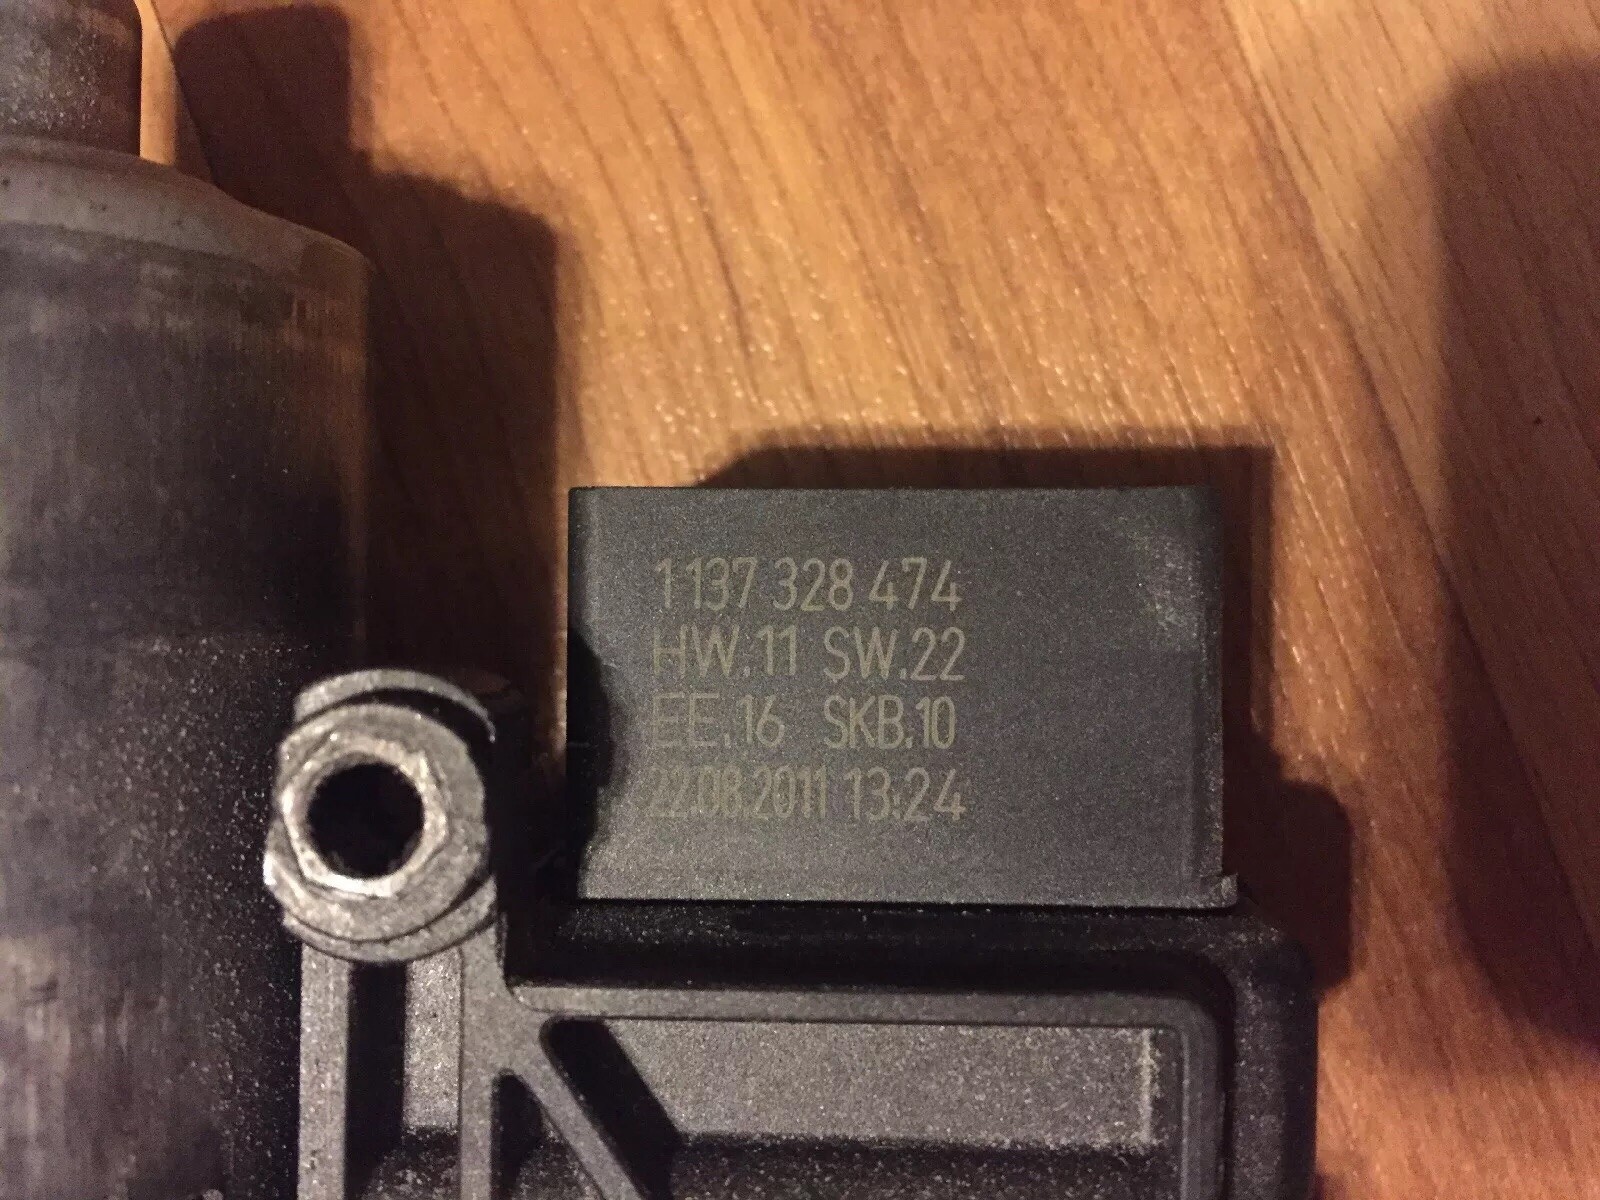 1 137 328 474
HW.11 SW.22
EE.16 SKB.10
22.08.2011 13:24